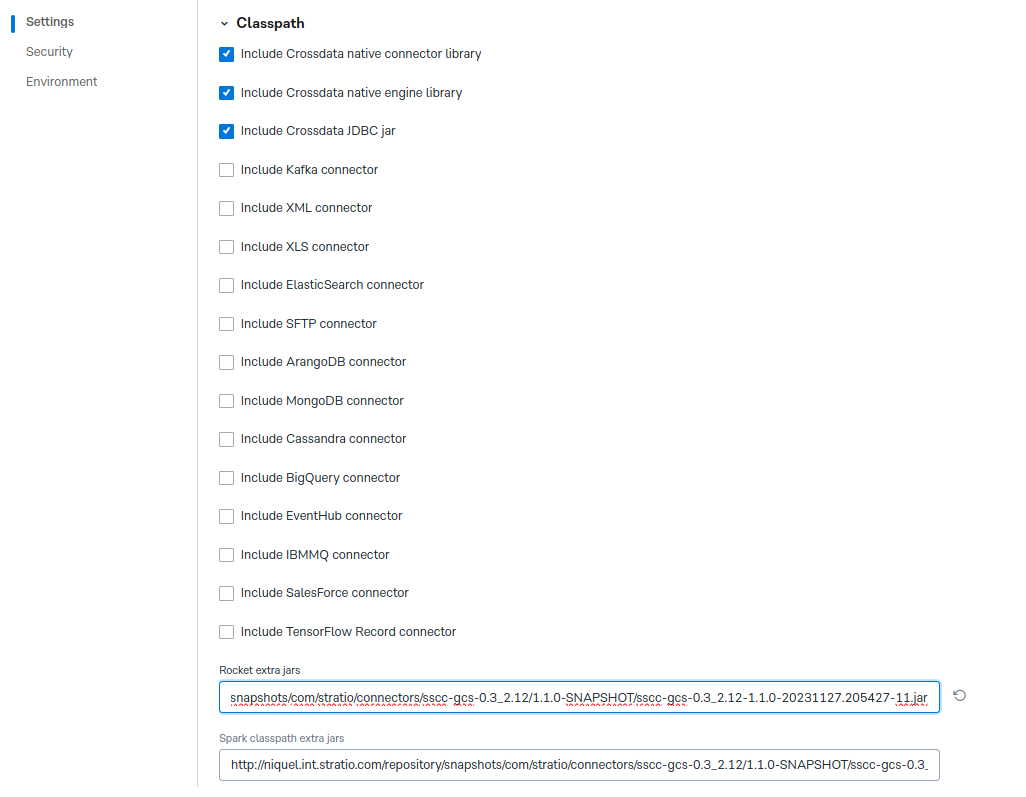 Settings
Security
Environment
Classpath
Include Crossdata native connector library
Include Crossdata native engine library
Include Crossdata JDBC jar
Include Kafka connector
Include XML connector
Include XLS connector
Include ElasticSearch connector
Include SFTP connector
Include ArangoDB connector
Include MongoDB connector
Include Cassandra connector
Include BigQuery connector
Include EventHub connector
Include IBMMQ connector
Include SalesForce connector
Include TensorFlow Record connector
Rocket extra jars
snapshots/com/stratio/connectors/sscc-gcs-0.3_2.12/1.1.0-SNAPSHOT/sscc-gcs-0.3_2.12-1.1.0-20231127.205427-11.jar
Spark classpath extra jars
http://niquel.int.stratio.com/repository/snapshots/com/stratio/connectors/sscc-gcs-0.3_2.12/1.1.0-SNAPSHOT/sscc-gcs-0.3_